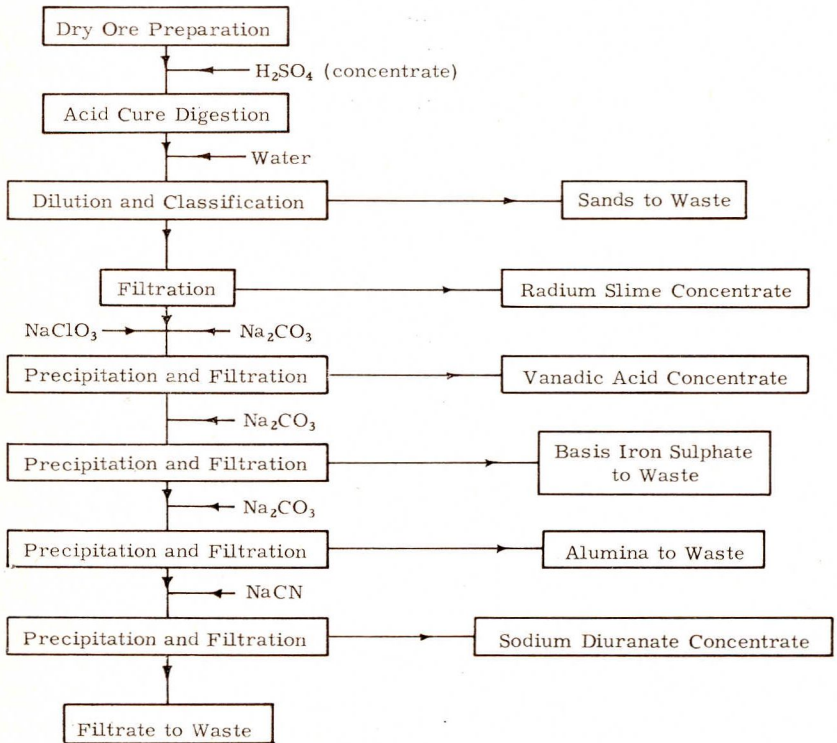 Dry Ore Preparation
H₂SO₄ (concentrate)
Acid Cure Digestion
Water
Dilution and Classification
Sands to Waste
Filtration
Radium Slime Concentrate
NaClO₃
Na₂CO₃
Precipitation and Filtration
Vanadic Acid Concentrate
Na₂CO₃
Precipitation and Filtration
Basis Iron Sulphate
to Waste
Na₂CO₃
Precipitation and Filtration
Alumina to Waste
NaCN
Precipitation and Filtration
Sodium Diuranate Concentrate
Filtrate to Waste